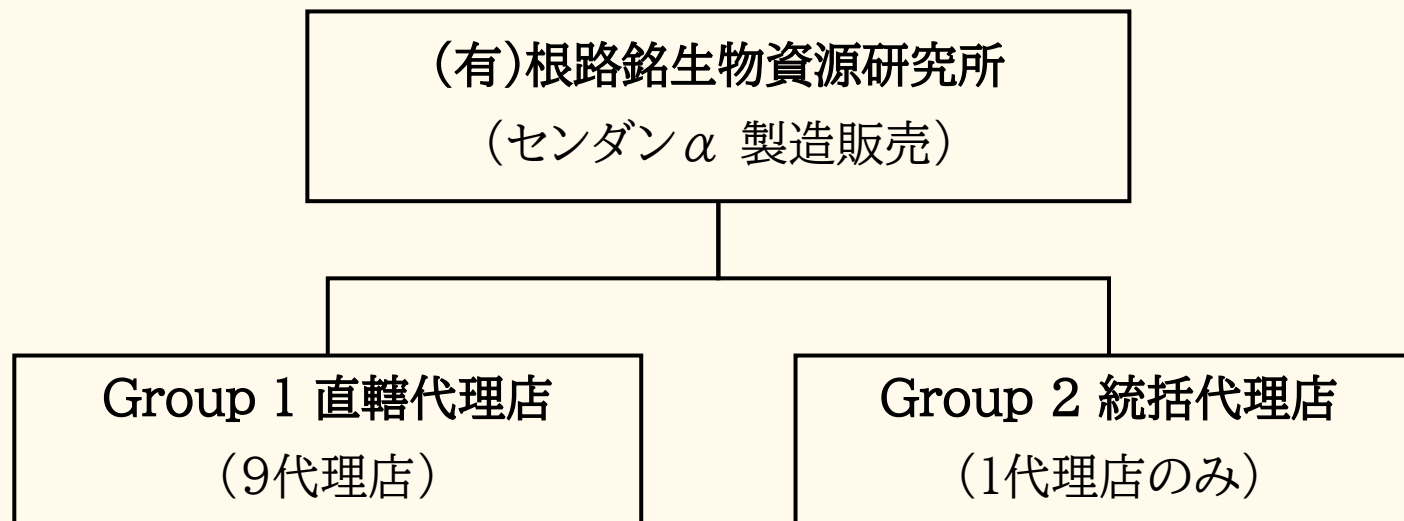 (有)根路銘生物資源研究所
（センダンα 製造販売）
Group 1 直轄代理店
（9代理店）
Group 2 統括代理店
（1代理店のみ）